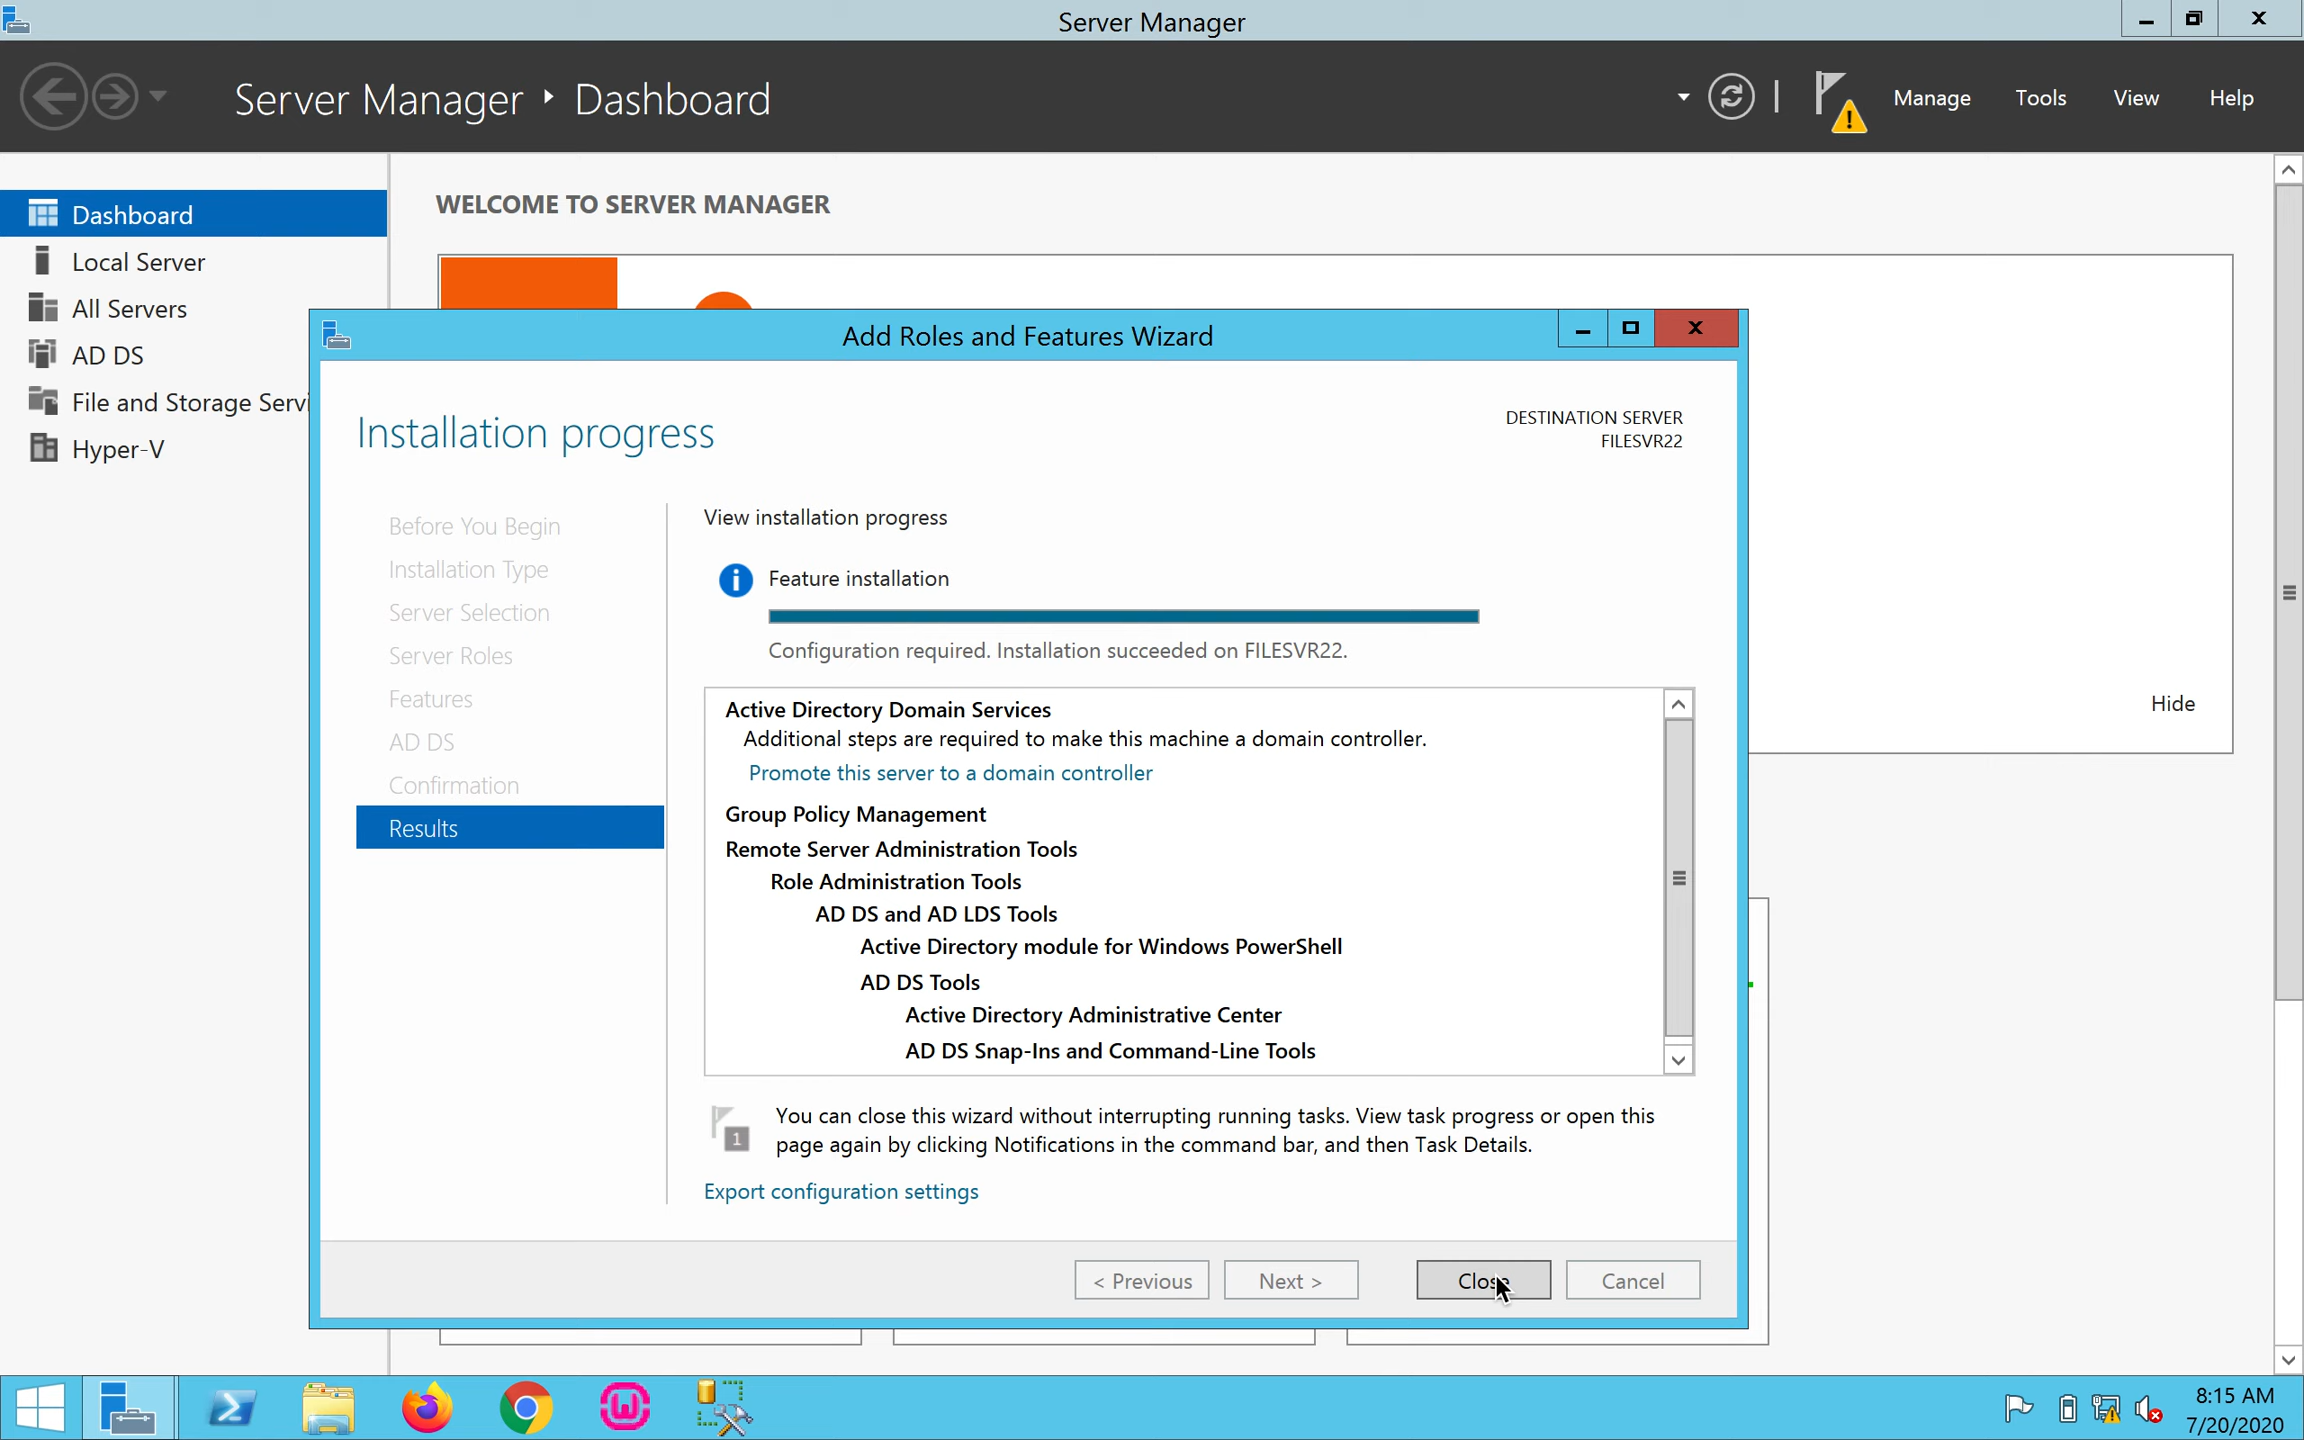 Server Manager
Server Manager ‣ Dashboard
Manage
Tools
View
Help
Dashboard
Local Server
All Servers
AD DS
File and Storage Servi
Hyper-V
WELCOME TO SERVER MANAGER
Hide
Add Roles and Features Wizard
Installation progress
DESTINATION SERVER
FILESVR22
Before You Begin
Installation Type
Server Selection
Server Roles
Features
AD DS
Confirmation
Results
View installation progress
Feature installation
Configuration required. Installation succeeded on FILESVR22.
Active Directory Domain Services
Additional steps are required to make this machine a domain controller.
Promote this server to a domain controller
Group Policy Management
Remote Server Administration Tools
Role Administration Tools
AD DS and AD LDS Tools
Active Directory module for Windows PowerShell
AD DS Tools
Active Directory Administrative Center
AD DS Snap-Ins and Command-Line Tools
1
You can close this wizard without interrupting running tasks. View task progress or open this
page again by clicking Notifications in the command bar, and then Task Details.
Export configuration settings
< Previous
Next >
Close
Cancel
8:15 AM
7/20/2020